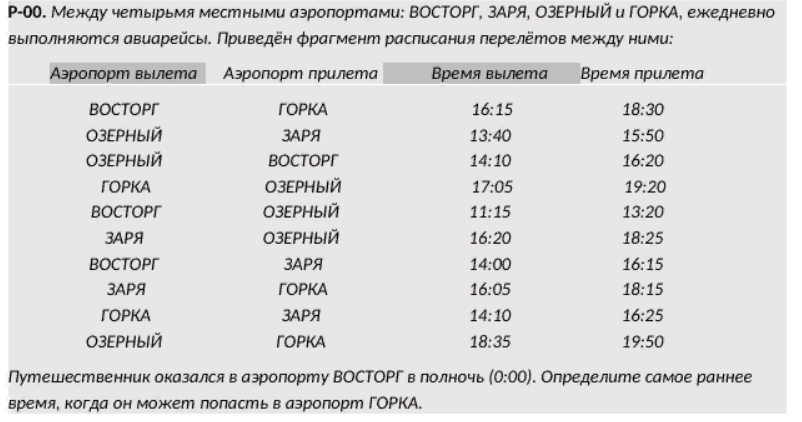 Р-00. Между четырьмя местными аэропортами: ВОСТОРГ, ЗАРЯ, ОЗЕРНЫЙ и ГОРКА, ежедневно
выполняются авиарейсы. Приведён фрагмент расписания перелётов между ними:
Аэропорт вылета Аэропорт прилета Время вылета Время прилета
ВОСТОРГ ГОРКА 16:15 18:30
ОЗЕРНЫЙ ЗАРЯ 13:40 15:50
ОЗЕРНЫЙ ВОСТОРГ 14:10 16:20
ГОРКА ОЗЕРНЫЙ 17:05 19:20
ВОСТОРГ ОЗЕРНЫЙ 11:15 13:20
ЗАРЯ ОЗЕРНЫЙ 16:20 18:25
ВОСТОРГ ЗАРЯ 14:00 16:15
ЗАРЯ ГОРКА 16:05 18:15
ГОРКА ЗАРЯ 14:10 16:25
ОЗЕРНЫЙ ГОРКА 18:35 19:50
Путешественник оказался в аэропорту ВОСТОРГ в полночь (0:00). Определите самое раннее
время, когда он может попасть в аэропорт ГОРКА.